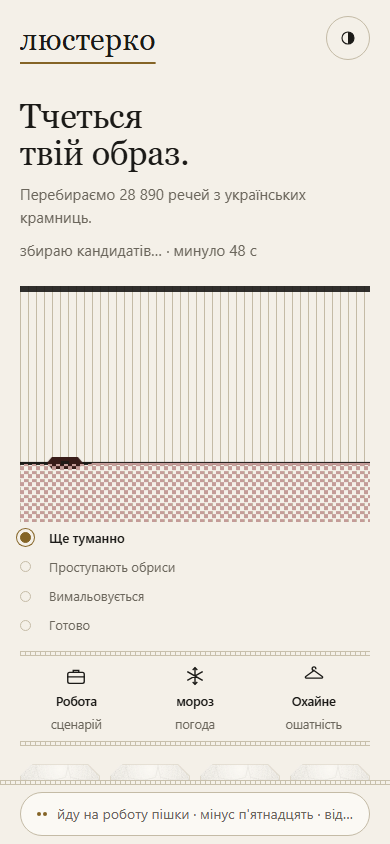 люстерко
Тчеться
твій образ.
Перебираємо 28 890 речей з українських
крамниць.
збираю кандидатів... · минуло 48 с
Ще туманно
Проступають обриси
Вимальовується
Готово
Робота
сценарій
мороз
погода
Охайне
ошатність
йду на роботу пішки · мінус п'ятнадцять · від...